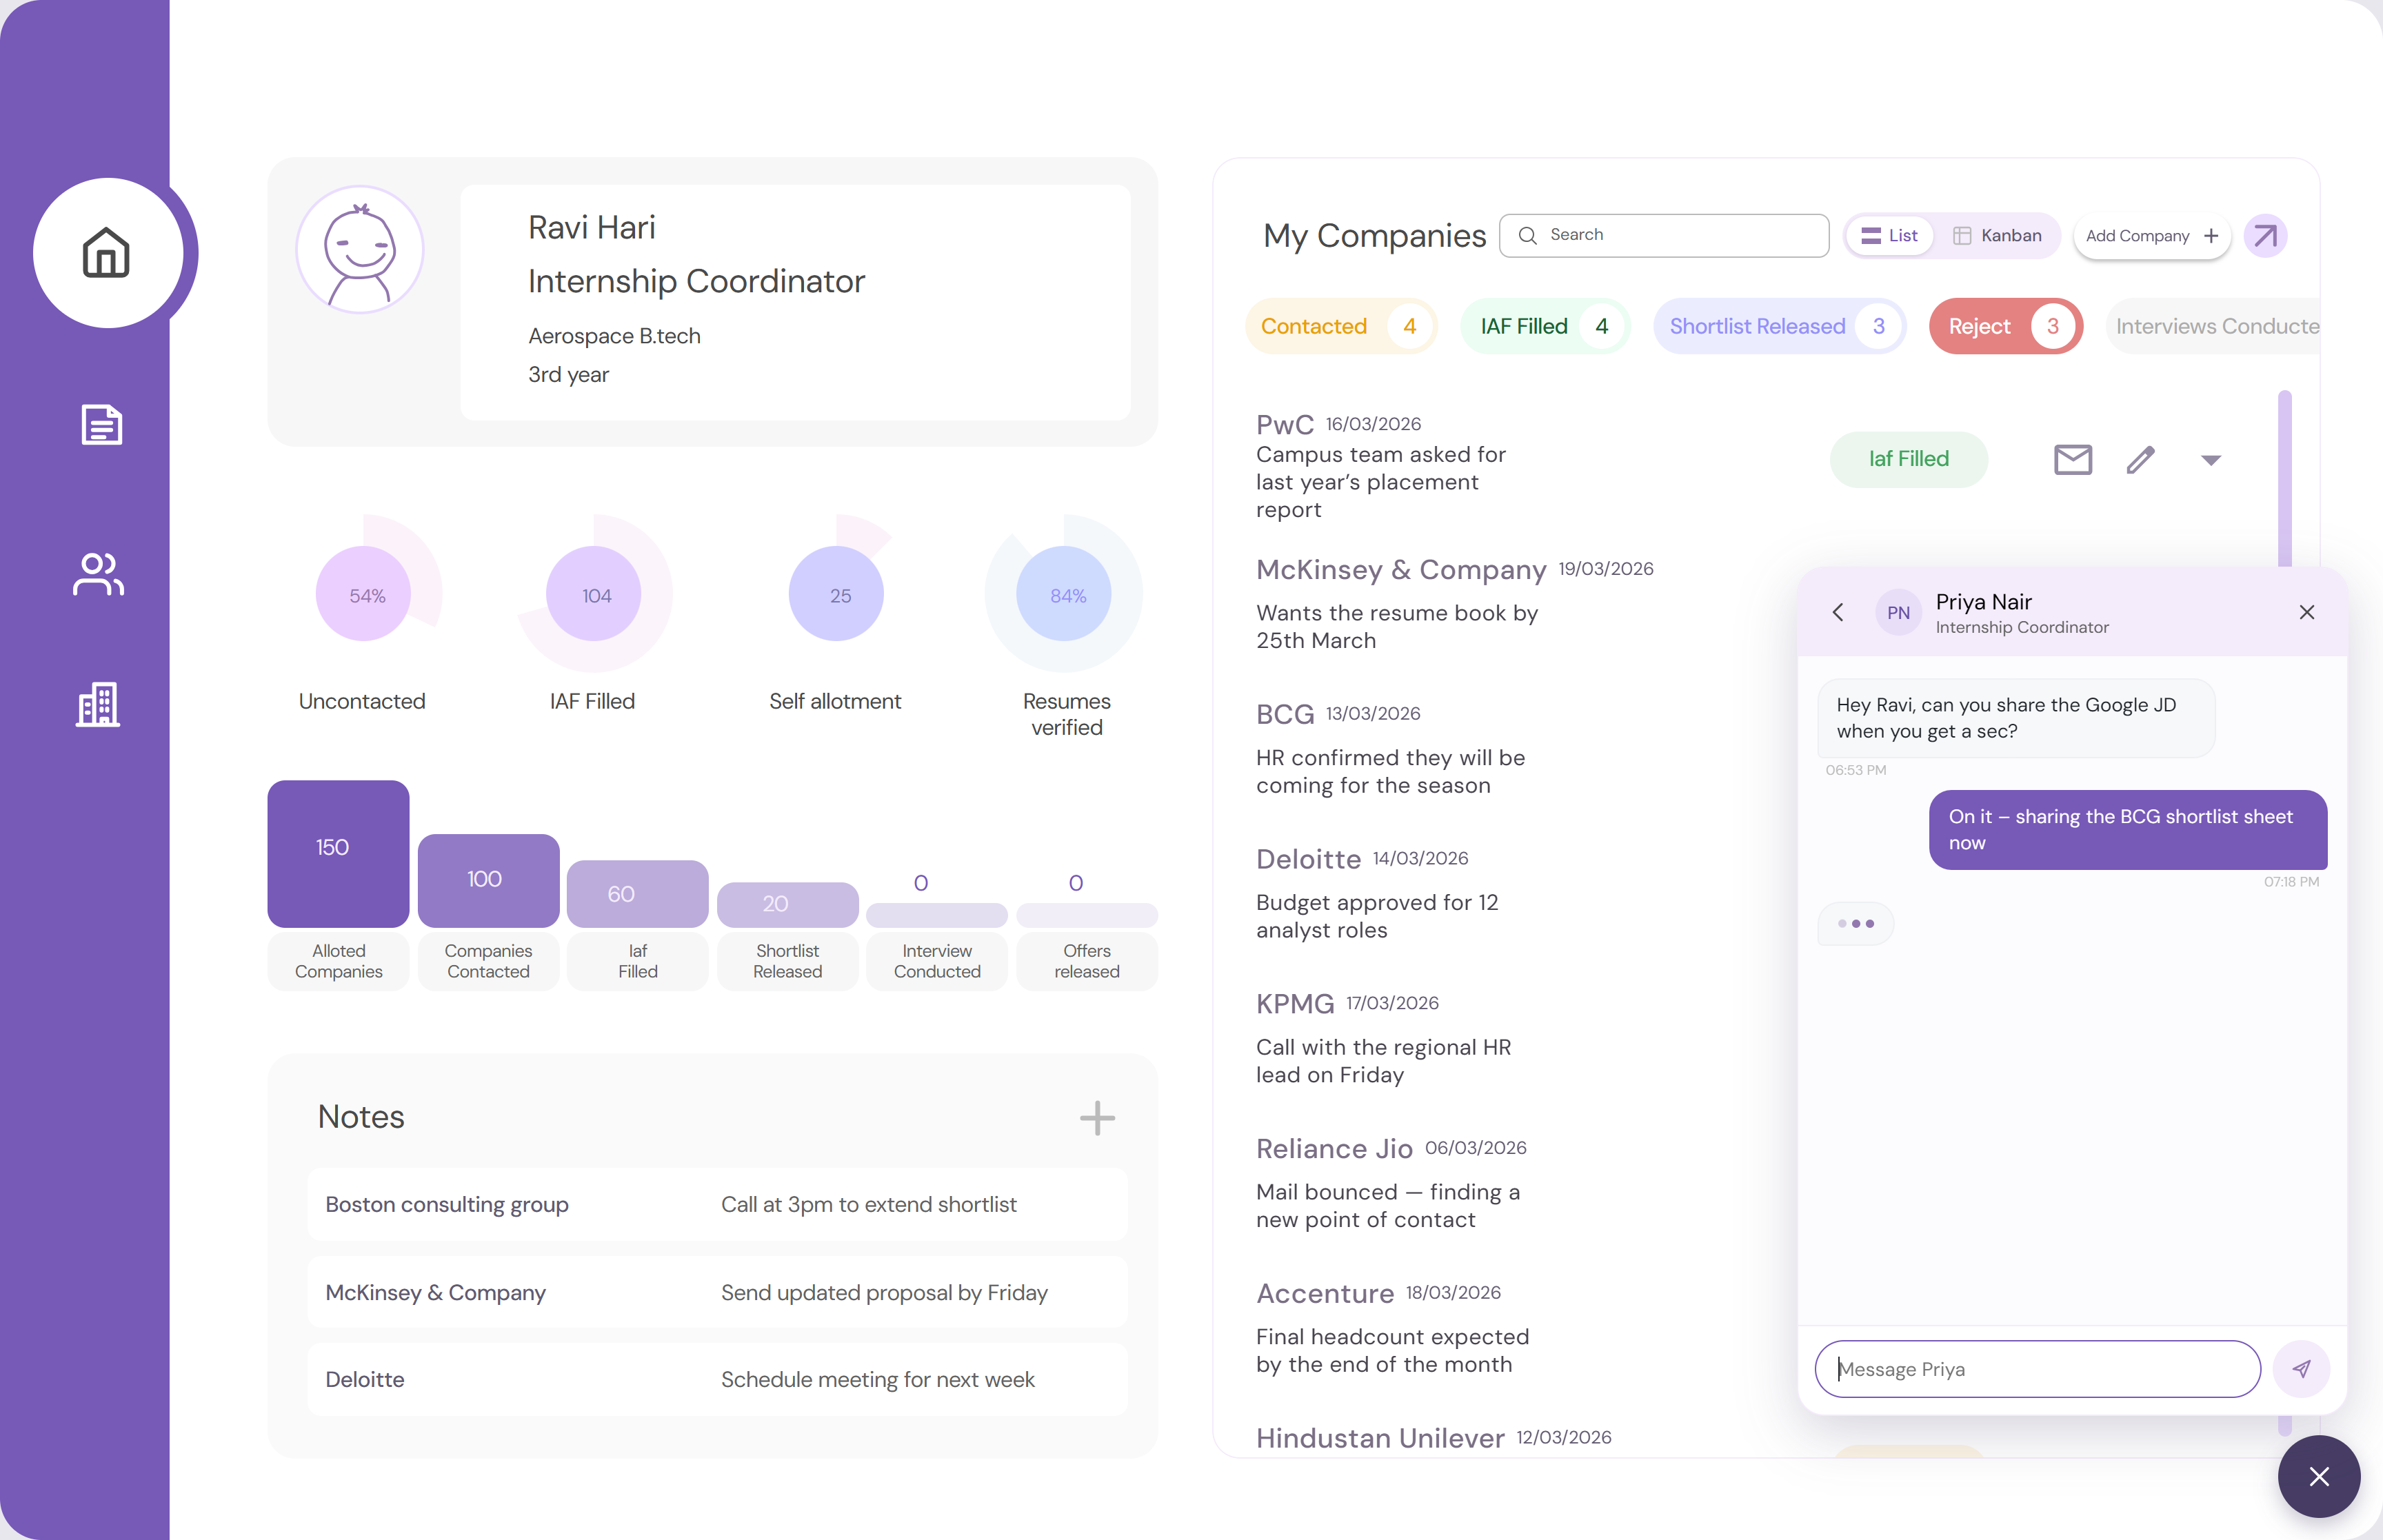 Ravi Hari
Internship Coordinator
Aerospace B.tech
3rd year
54%
104
25
84%
Uncontacted
IAF Filled
Self allotment
Resumes
verified
150
100
60
20
0
0
Alloted
Companies
Companies
Contacted
Iaf
Filled
Shortlist
Released
Interview
Conducted
Offers
released
Notes
Boston consulting group
Call at 3pm to extend shortlist
McKinsey & Company
Send updated proposal by Friday
Deloitte
Schedule meeting for next week
My Companies
Search
List
Kanban
Add Company
Contacted 4
IAF Filled 4
Shortlist Released 3
Reject 3
Interviews Conducte
PwC 16/03/2026
Campus team asked for
last year’s placement
report
Iaf Filled
McKinsey & Company 19/03/2026
Wants the resume book by
25th March
BCG 13/03/2026
HR confirmed they will be
coming for the season
Deloitte 14/03/2026
Budget approved for 12
analyst roles
KPMG 17/03/2026
Call with the regional HR
lead on Friday
Reliance Jio 06/03/2026
Mail bounced — finding a
new point of contact
Accenture 18/03/2026
Final headcount expected
by the end of the month
Hindustan Unilever 12/03/2026
PN
Priya Nair
Internship Coordinator
Hey Ravi, can you share the Google JD
when you get a sec?
06:53 PM
On it – sharing the BCG shortlist sheet
now
07:18 PM
Message Priya